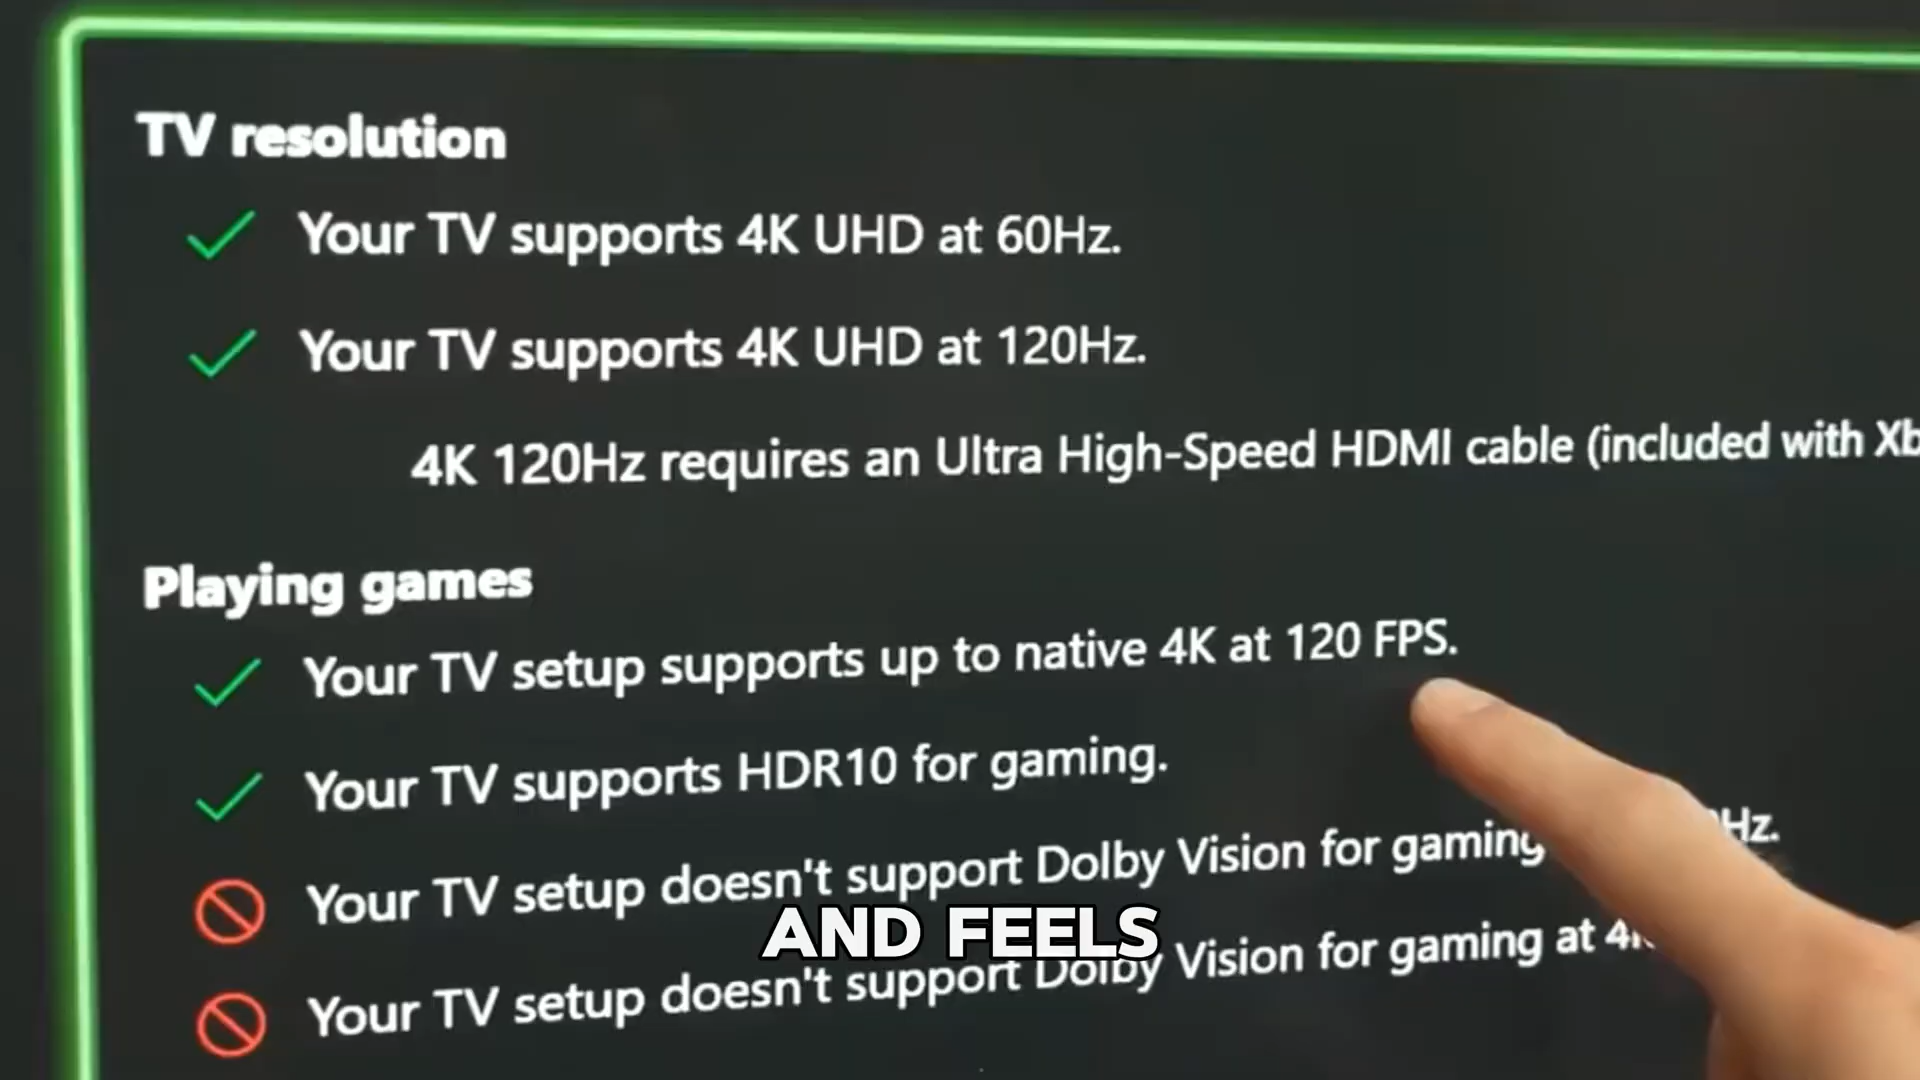 TV resolution
Your TV supports 4K UHD at 60Hz.
Your TV supports 4K UHD at 120Hz.
4K 120Hz requires an Ultra High-Speed HDMI cable (included with Xb
Playing games
Your TV setup supports up to native 4K at 120 FPS.
Your TV supports HDR10 for gaming.
Your TV setup doesn't support Dolby Vision for gaming Hz.
AND FEELS
Your TV setup doesn't support Dolby Vision for gaming at